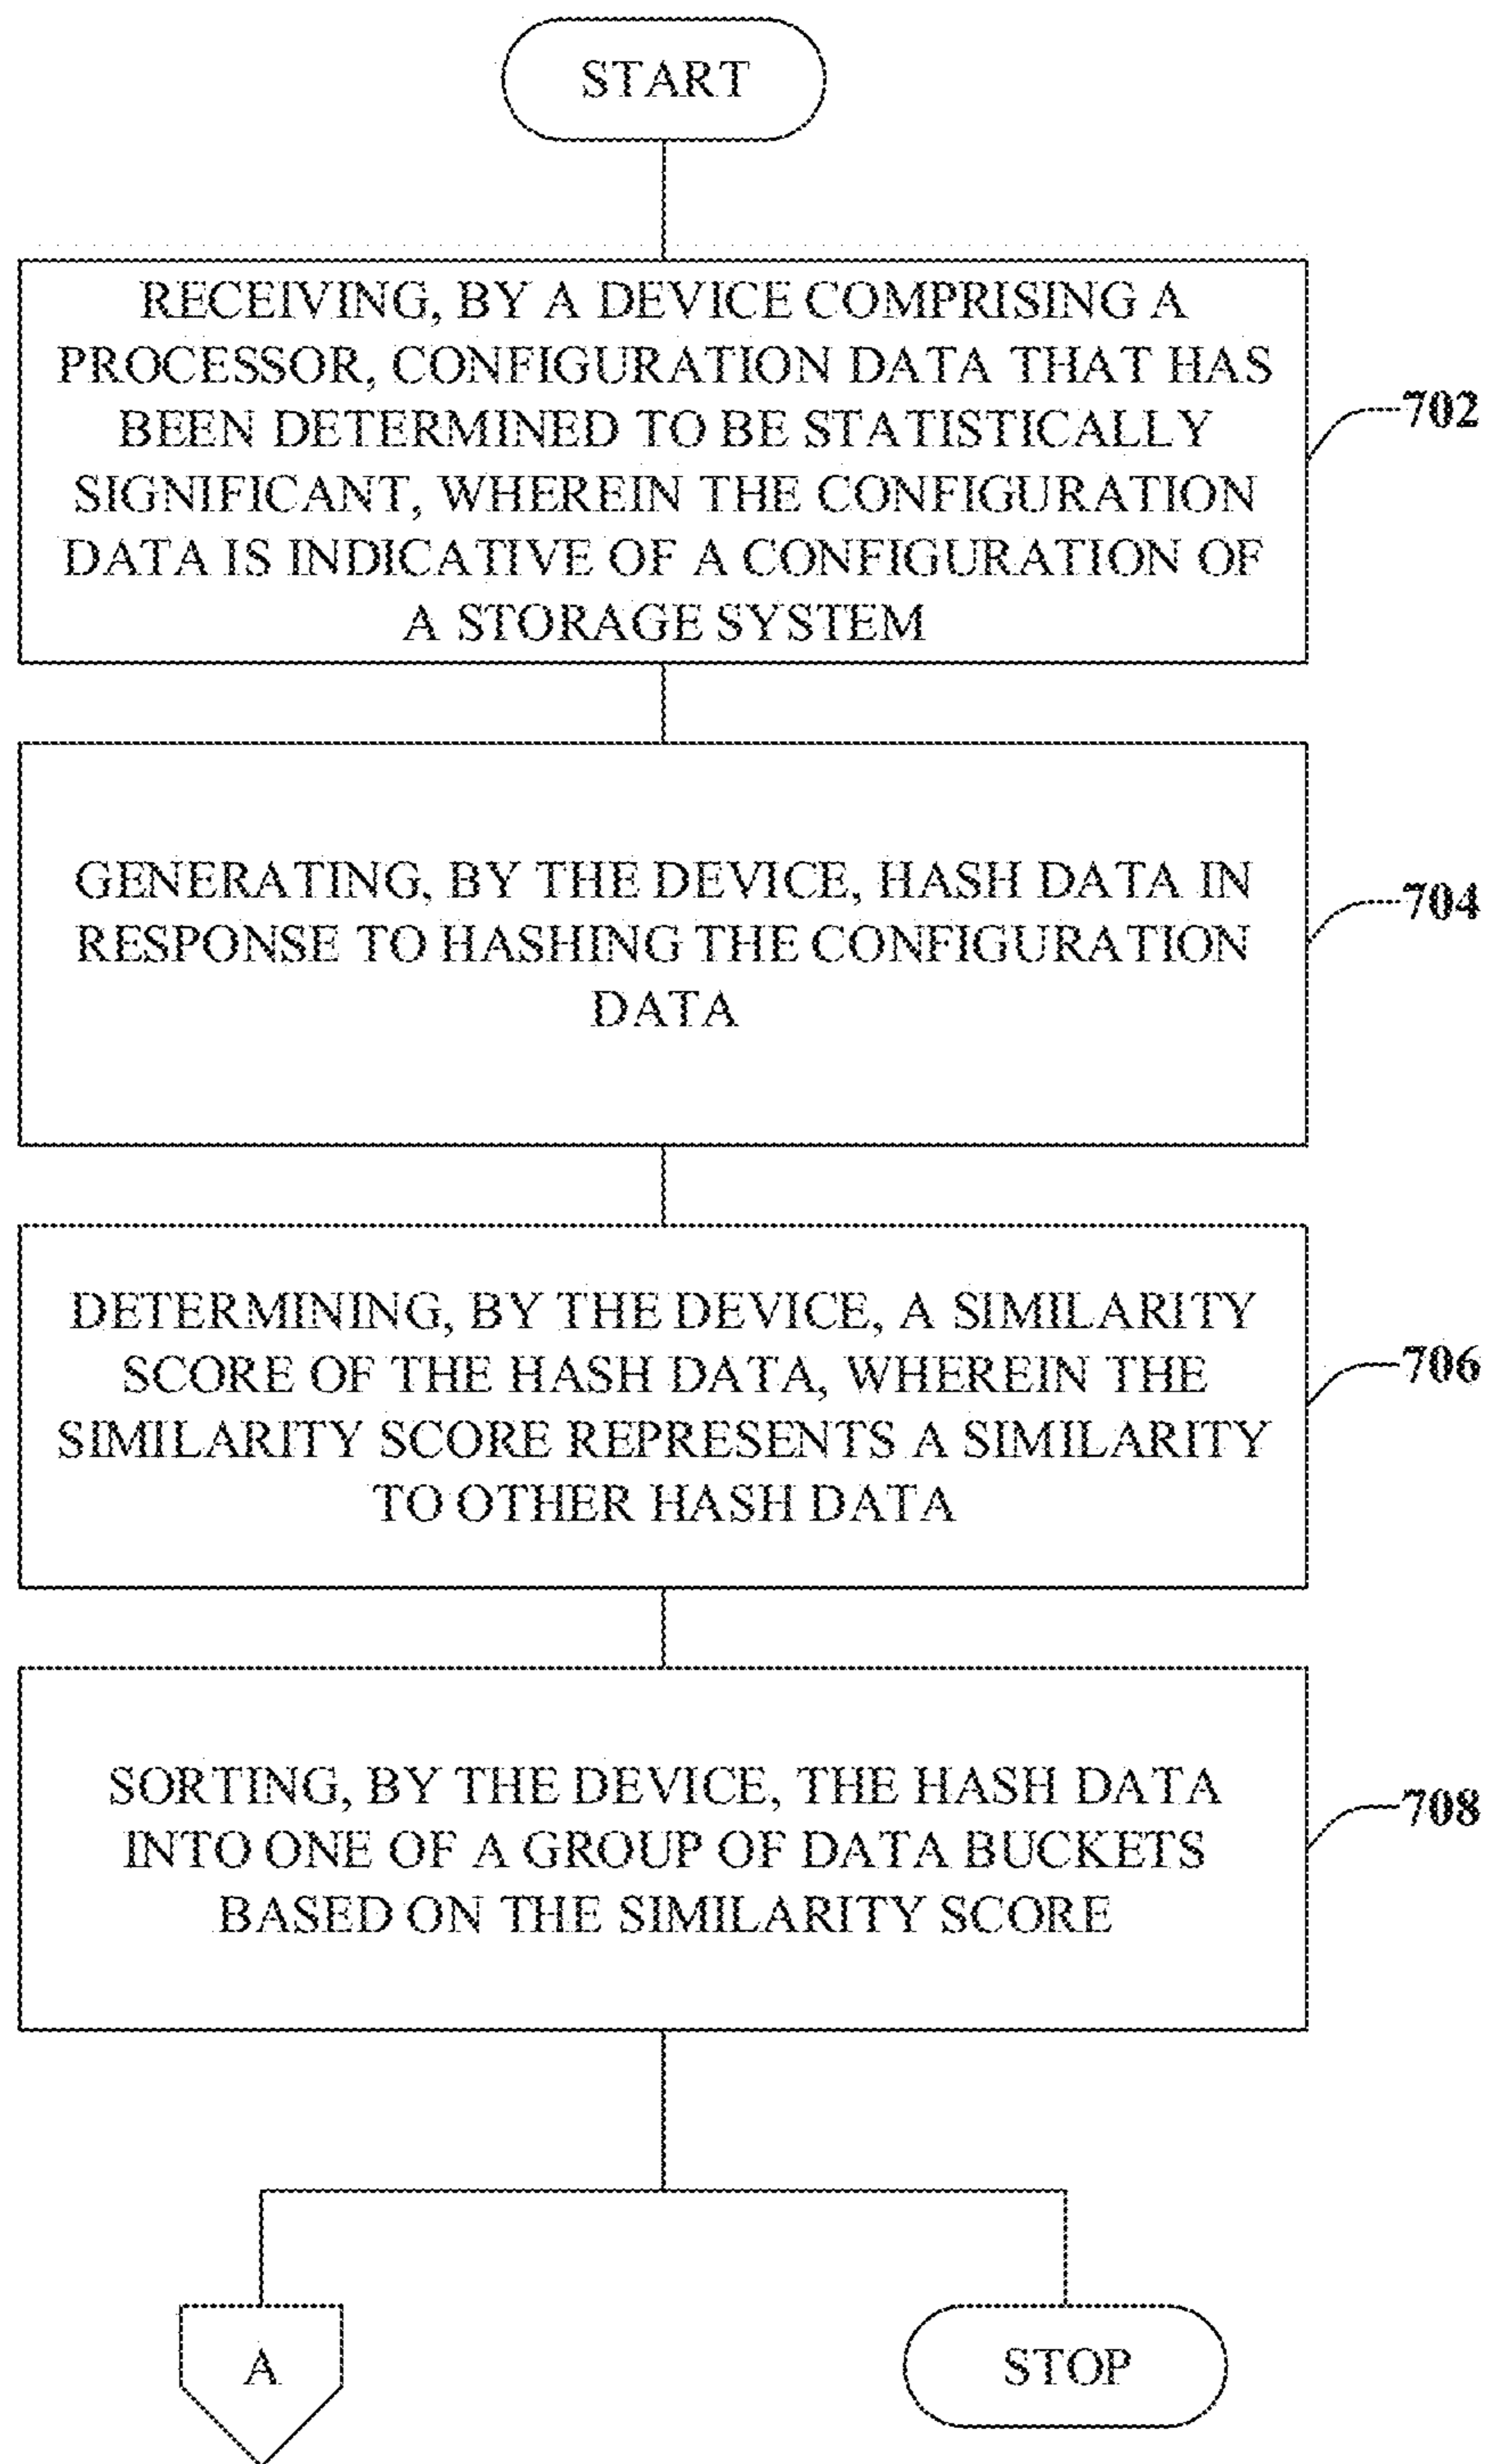 START
RECEIVING, BY A DEVICE COMPRISING A
PROCESSOR, CONFIGURATION DATA THAT HAS
BEEN DETERMINED TO BE STATISTICALLY
SIGNIFICANT, WHEREIN THE CONFIGURATION
DATA IS INDICATIVE OF A CONFIGURATION OF
A STORAGE SYSTEM
702
GENERATING, BY THE DEVICE, HASH DATA IN
RESPONSE TO HASHING THE CONFIGURATION
DATA
704
DETERMINING, BY THE DEVICE, A SIMILARITY
SCORE OF THE HASH DATA, WHEREIN THE
SIMILARITY SCORE REPRESENTS A SIMILARITY
TO OTHER HASH DATA
706
SORTING, BY THE DEVICE, THE HASH DATA
INTO ONE OF A GROUP OF DATA BUCKETS
BASED ON THE SIMILARITY SCORE
708
A
STOP